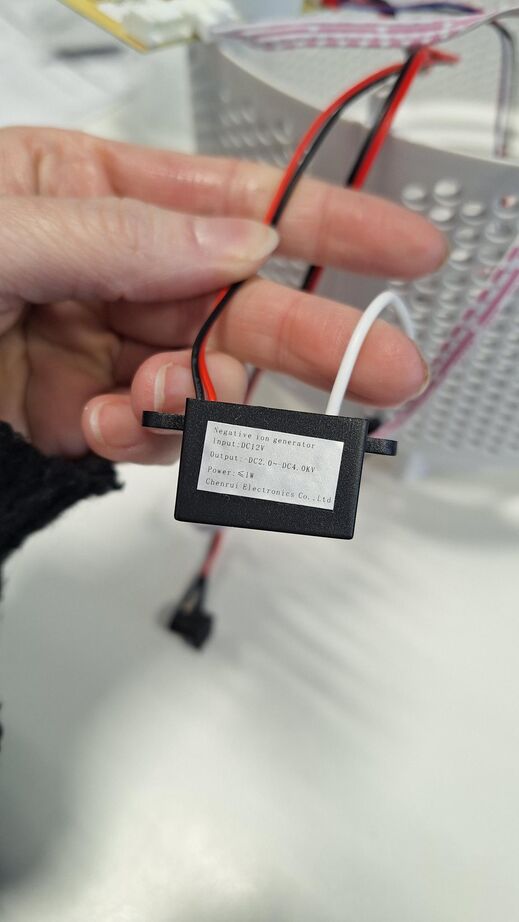 Negative ion generator
Input:DC12V
Output:-DC2.0~-DC4.0KV
Power:≤1W
Chenrui Electronics Co.,Ltd